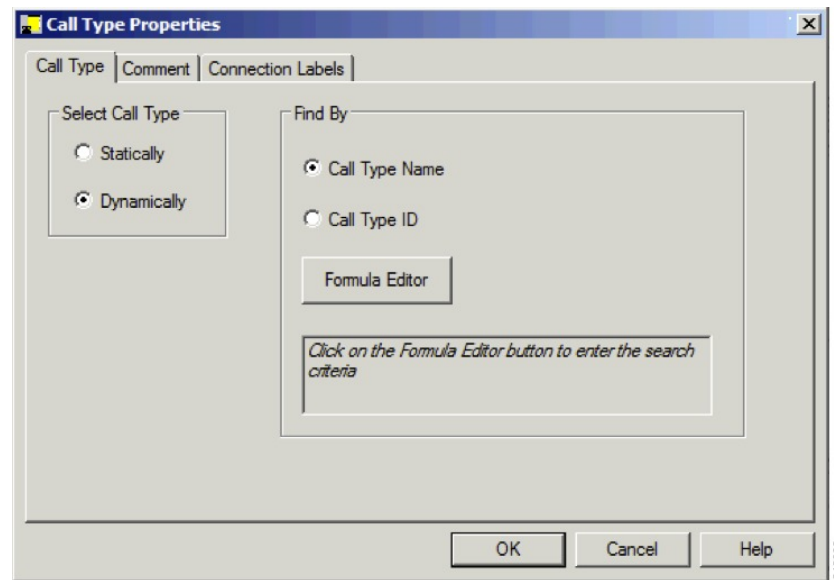 Call Type Properties
Call Type
Comment
Connection Labels
Select Call Type
Statically
Dynamically
Find By
Call Type Name
Call Type ID
Formula Editor
Click on the Formula Editor button to enter the search
criteria
OK
Cancel
Help